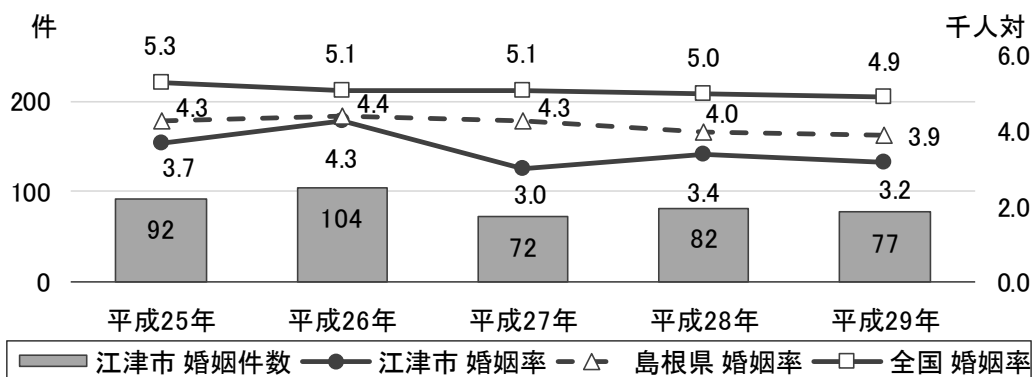 件
千人対
5.3
5.1
5.1
5.0
4.9
6.0
200
4.3
4.4
4.3
4.0
3.9
4.0
3.7
4.3
3.0
3.4
3.2
100
92
104
72
82
77
2.0
0
0.0
平成25年
平成26年
平成27年
平成28年
平成29年
江津市 婚姻件数
江津市 婚姻率
島根県 婚姻率
全国 婚姻率